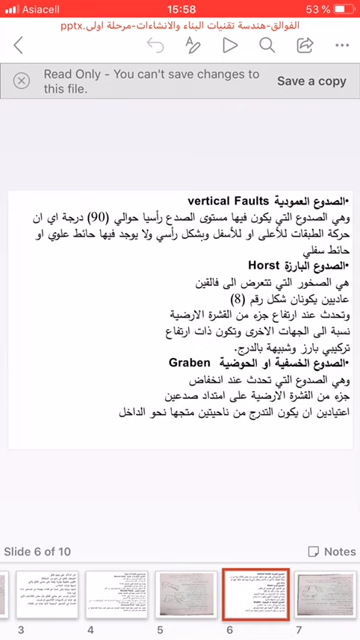 Asiacell
15:58
53 %
الفوالق-هندسة تقنيات البناء والانشاءات-مرحلة اولى.pptx
Read Only - You can't save changes to this file.
Save a copy
•الصدوع العمودية vertical Faults
وهي الصدوع التي يكون فيها مستوى الصدع رأسيا حوالي (90) درجة اي ان
حركة الطبقات للأعلى او للأسفل وبشكل رأسي ولا يوجد فيها حائط علوي او
حائط سفلي
•الصدوع البارزة Horst
هي الصخور التي تتعرض الى فالقين
عاديين يكونان شكل رقم (8)
وتحدث عند ارتفاع جزء من القشرة الارضية
نسبة الى الجهات الاخرى وتكون ذات ارتفاع
تركيبي بارز وشبيهة بالدرج.
•الصدوع الخسفية او الحوضية Graben
وهي الصدوع التي تحدث عند انخفاض
جزء من القشرة الارضية على امتداد صدعين
اعتيادين ان يكون التدرج من ناحيتين متجها نحو الداخل
Slide 6 of 10
Notes
3
4
5
6
7